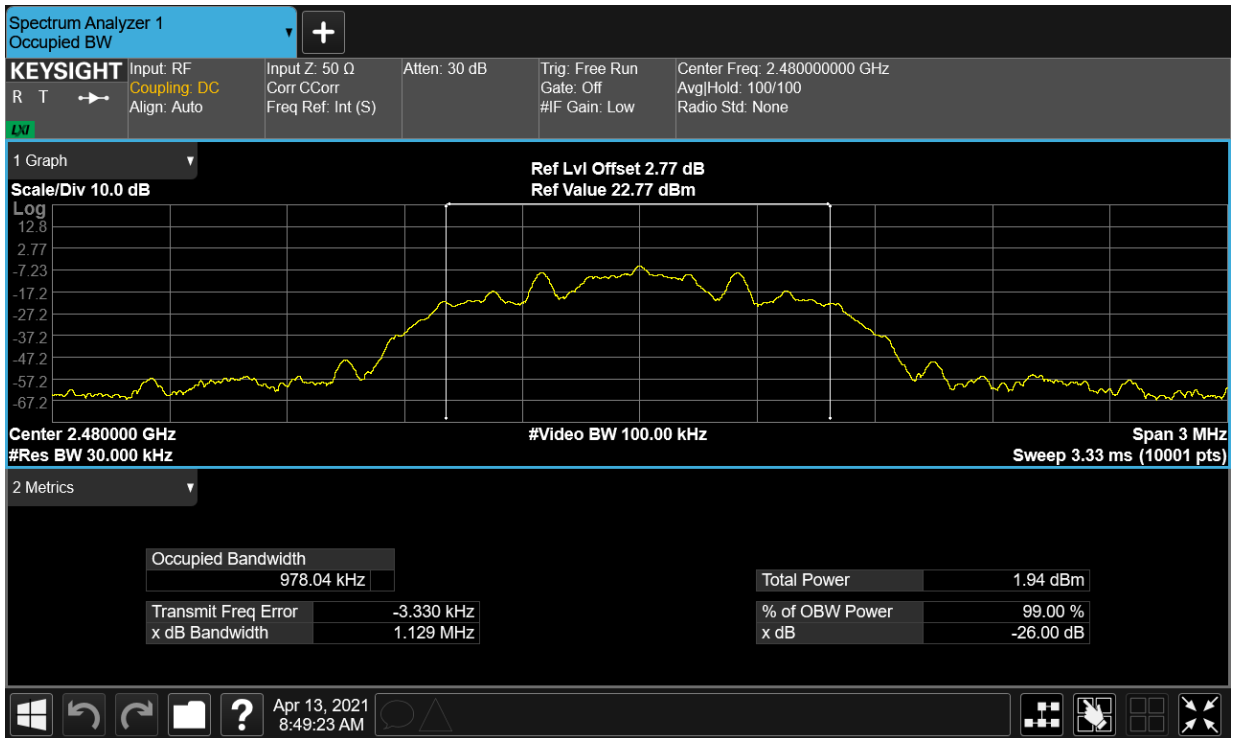 Spectrum Analyzer 1
Occupied BW
KEYSIGHT
R T
LXI
Input: RF
Coupling: DC
Align: Auto
Input Z: 50 Ω
Corr CCorr
Freq Ref: Int (S)
Atten: 30 dB
Trig: Free Run
Gate: Off
#IF Gain: Low
Center Freq: 2.480000000 GHz
Avg|Hold: 100/100
Radio Std: None
1 Graph
Ref Lvl Offset 2.77 dB
Scale/Div 10.0 dB
Ref Value 22.77 dBm
Log
12.8
2.77
-7.23
-17.2
-27.2
-37.2
-47.2
-57.2
-67.2
Center 2.480000 GHz
#Video BW 100.00 kHz
Span 3 MHz
#Res BW 30.000 kHz
Sweep 3.33 ms (10001 pts)
2 Metrics
Occupied Bandwidth
978.04 kHz
Total Power 1.94 dBm
Transmit Freq Error -3.330 kHz
% of OBW Power 99.00 %
x dB Bandwidth 1.129 MHz
x dB -26.00 dB
?
Apr 13, 2021
8:49:23 AM